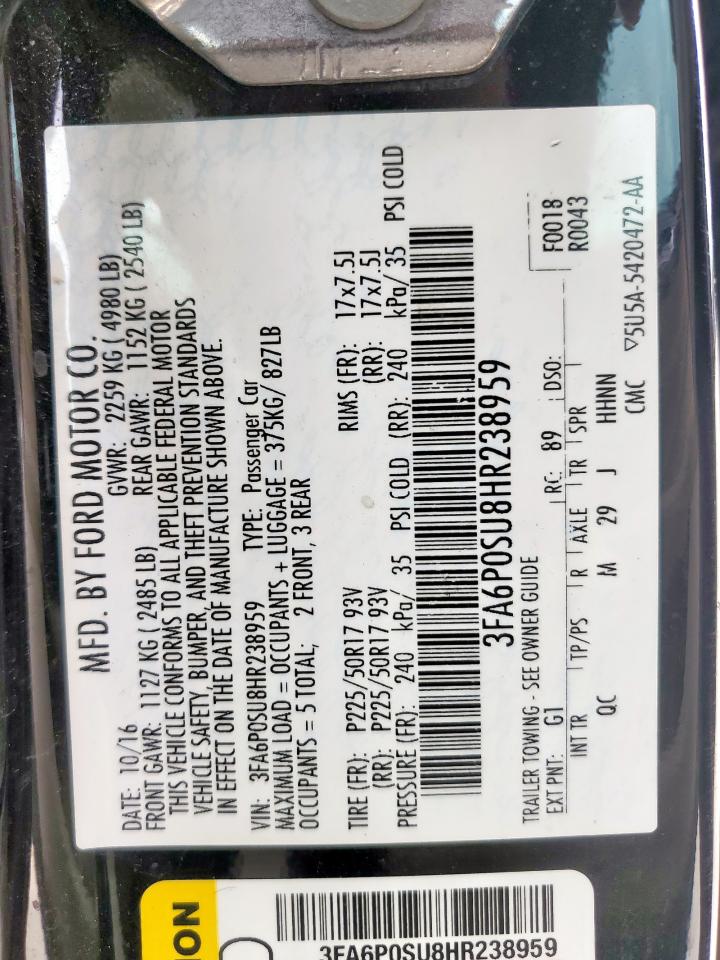 MFD. BY FORD MOTOR CO.
DATE: 10/16 GVWR: 2259 KG ( 4980 LB)
FRONT GAWR: 1127 KG ( 2485 LB) REAR GAWR: 1152 KG ( 2540 LB)
THIS VEHICLE CONFORMS TO ALL APPLICABLE FEDERAL MOTOR
VEHICLE SAFETY, BUMPER, AND THEFT PREVENTION STANDARDS
IN EFFECT ON THE DATE OF MANUFACTURE SHOWN ABOVE.
VIN: 3FA6P0SU8HR238959 TYPE: Passenger Car
MAXIMUM LOAD = OCCUPANTS + LUGGAGE = 375KG/ 827LB
OCCUPANTS = 5 TOTAL; 2 FRONT, 3 REAR
TIRE (FR): P225/50R17 93V RIMS (FR): 17x7.5J
(RR): P225/50R17 93V (RR): 17x7.5J
PRESSURE (FR): 240 kPa/ 35 PSI COLD (RR): 240 kPa/ 35 PSI COLD
3FA6P0SU8HR238959
TRAILER TOWING - SEE OWNER GUIDE
EXT PNT: G1 RC: 89 DSO: F0018
R0043
INT TR TP/PS R AXLE TR SPR
QC M 29 J HHNN
CMC ▽5U5A-5420472-AA
3FA6P0SU8HR238959